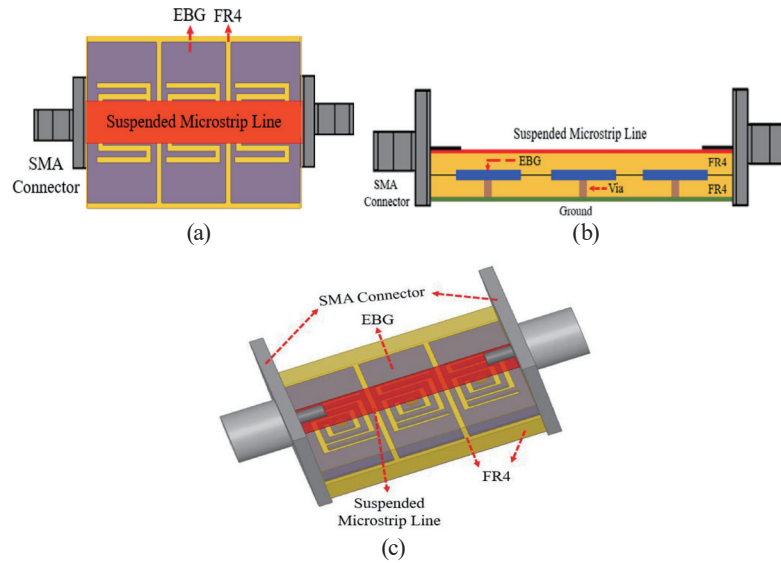 EBG FR4
Suspended Microstrip Line
SMA
Connector
(a)
Suspended Microstrip Line
EBG
FR4
SMA
Connector
Via
FR4
Ground
(b)
SMA Connector
EBG
FR4
Suspended
Microstrip Line
(c)